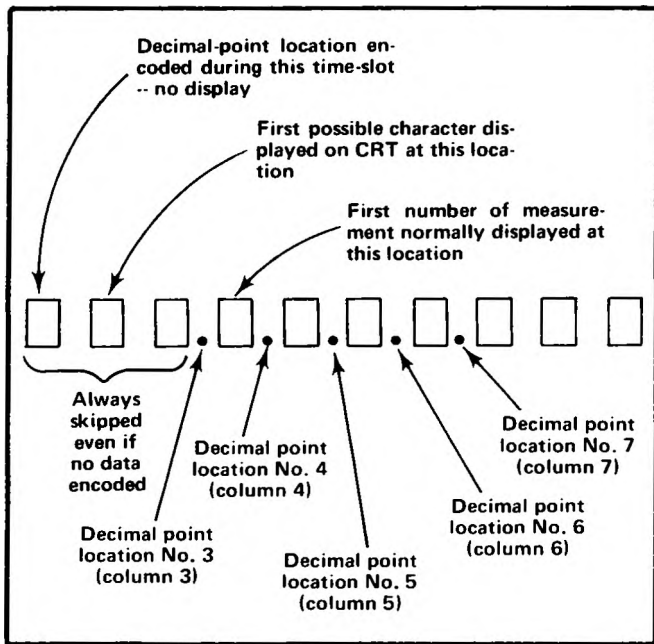 Decimal-point location en-
coded during this time-slot
-- no display
First possible character dis-
played on CRT at this loca-
tion
First number of measure-
ment normally displayed at
this location
Always
skipped
even if
no data
encoded
Decimal point
location No. 3
(column 3)
Decimal point
location No. 4
(column 4)
Decimal point
location No. 5
(column 5)
Decimal point
location No. 6
(column 6)
Decimal point
location No. 7
(column 7)